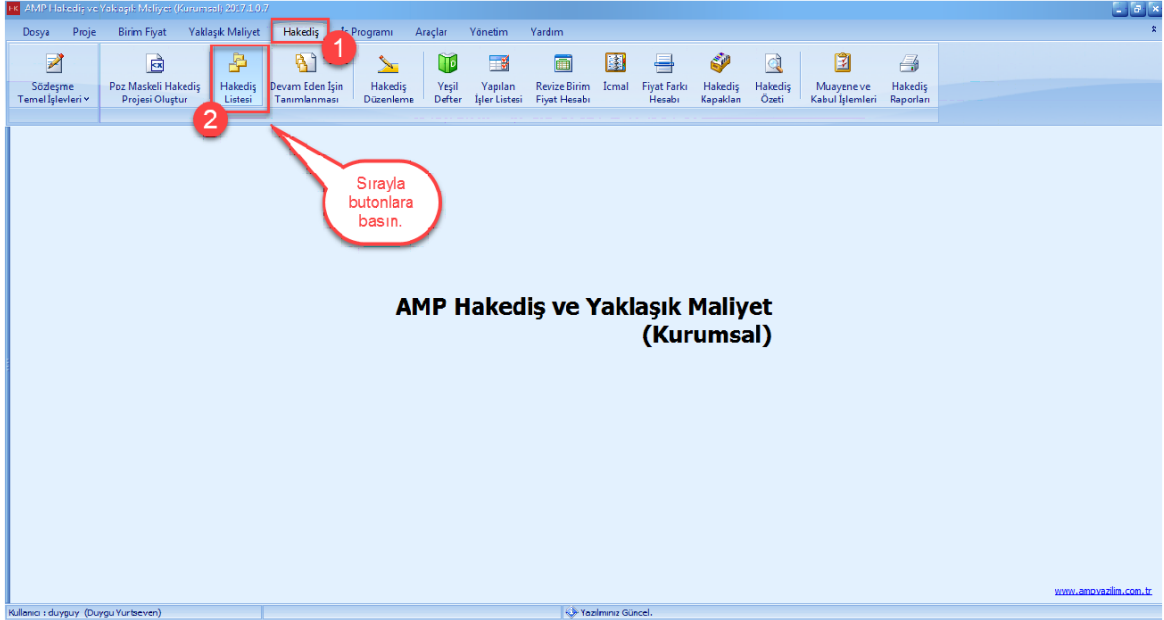 AMP Hakediş ve Yaklaşık Maliyet (Kurumsal) 2017.1.0.7
Dosya Proje Birim Fiyat Yaklaşık Maliyet Hakediş İş Programı Araçlar Yönetim Yardım
1
Sözleşme
Temel İşlevleri
Poz Maskeli Hakediş
Projesi Oluştur
Hakediş
Listesi
Devam Eden İşin
Tanımlanması
Hakediş
Düzenleme
Yeşil
Defter
Yapılan
İşler Listesi
Revize Birim
Fiyat Hesabı
Icmal
Fiyat Farkı
Hesabı
Hakediş
Kapakları
Hakediş
Özeti
Muayene ve
Kabul İşlemleri
Hakediş
Raporları
2
Sırayla
butonlara
basın.
AMP Hakediş ve Yaklaşık Maliyet
(Kurumsal)
www.ampyazilim.com.tr
Kullanıcı : duyguy (Duygu Yurtseven)
Yazılımınız Güncel.